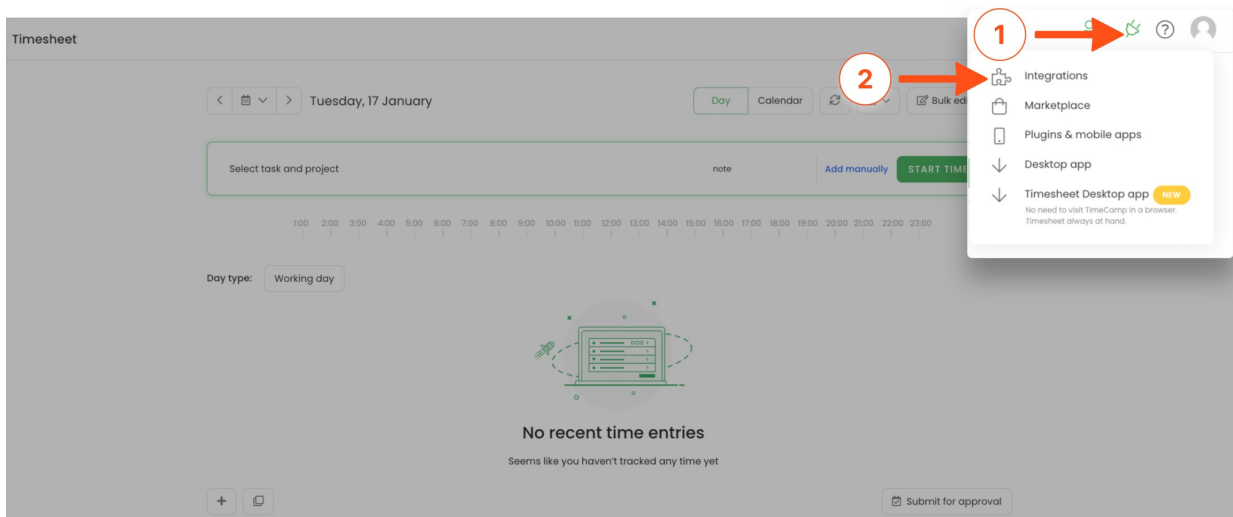 Timesheet
1
2
Tuesday, 17 January
Day
Calendar
Bulk edi
Select task and project
note
Add manually
START TIME
1:00 2:00 3:00 4:00 5:00 6:00 7:00 8:00 9:00 10:00 11:00 12:00 13:00 14:00 15:00 16:00 17:00 18:00 19:00 20:00 21:00 22:00 23:00
Day type:
Working day
No recent time entries
Seems like you haven't tracked any time yet
Submit for approval
Integrations
Marketplace
Plugins & mobile apps
Desktop app
Timesheet Desktop app NEW
No need to visit TimeCamp in a browser.
Timesheet always at hand.